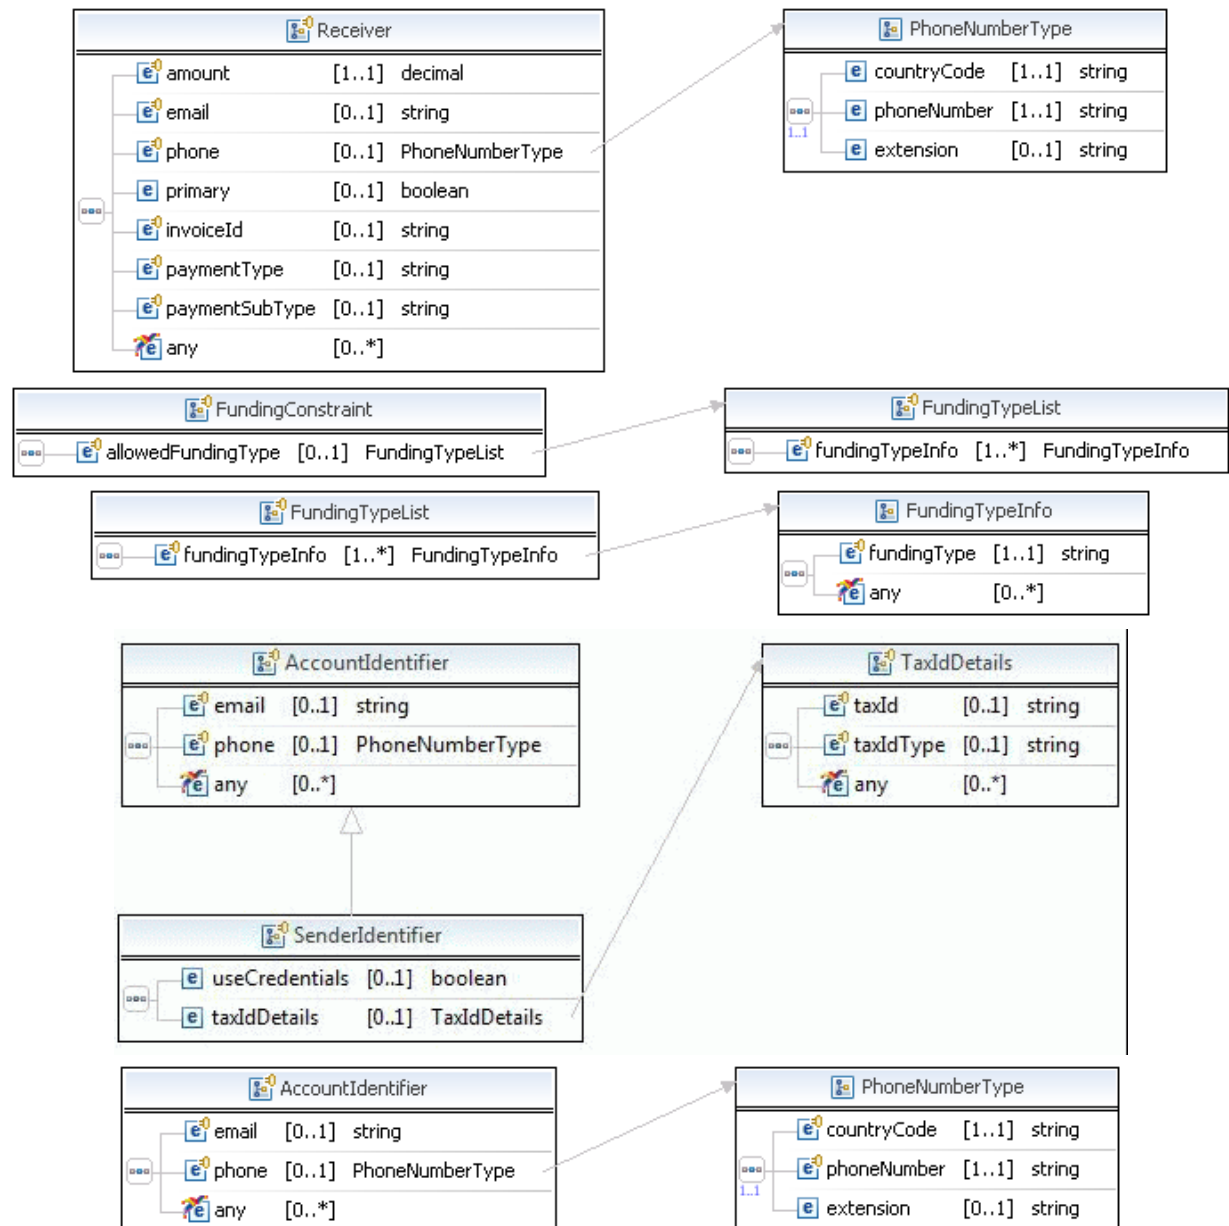 Receiver
amount [1..1] decimal
email [0..1] string
phone [0..1] PhoneNumberType
primary [0..1] boolean
invoiceId [0..1] string
paymentType [0..1] string
paymentSubType [0..1] string
any [0..*]
PhoneNumberType
countryCode [1..1] string
phoneNumber [1..1] string
extension [0..1] string
1..1
FundingConstraint
allowedFundingType [0..1] FundingTypeList
FundingTypeList
fundingTypeInfo [1..*] FundingTypeInfo
FundingTypeList
fundingTypeInfo [1..*] FundingTypeInfo
FundingTypeInfo
fundingType [1..1] string
any [0..*]
AccountIdentifier
email [0..1] string
phone [0..1] PhoneNumberType
any [0..*]
TaxIdDetails
taxId [0..1] string
taxIdType [0..1] string
any [0..*]
SenderIdentifier
useCredentials [0..1] boolean
taxIdDetails [0..1] TaxIdDetails
AccountIdentifier
email [0..1] string
phone [0..1] PhoneNumberType
any [0..*]
PhoneNumberType
countryCode [1..1] string
phoneNumber [1..1] string
extension [0..1] string
1..1